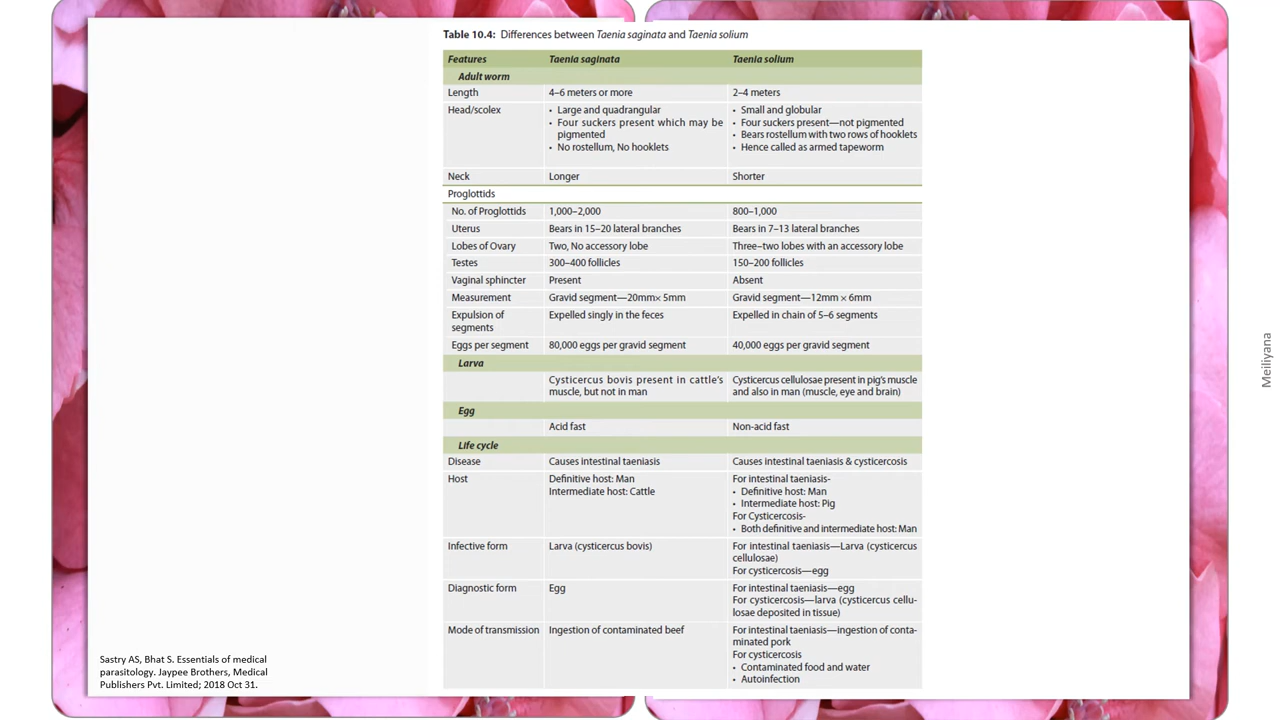 Table 10.4: Differences between Taenia saginata and Taenia solium
Features Taenia saginata Taenia solium
Adult worm
Length 4–6 meters or more 2–4 meters
Head/scolex • Large and quadrangular • Small and globular
• Four suckers present which may be • Four suckers present—not pigmented
pigmented • Bears rostellum with two rows of hooklets
• No rostellum, No hooklets • Hence called as armed tapeworm
Neck Longer Shorter
Proglottids
No. of Proglottids 1,000–2,000 800–1,000
Uterus Bears in 15–20 lateral branches Bears in 7–13 lateral branches
Lobes of Ovary Two, No accessory lobe Three–two lobes with an accessory lobe
Testes 300–400 follicles 150–200 follicles
Vaginal sphincter Present Absent
Measurement Gravid segment—20mm× 5mm Gravid segment—12mm × 6mm
Expulsion of Expelled singly in the feces Expelled in chain of 5–6 segments
segments
Eggs per segment 80,000 eggs per gravid segment 40,000 eggs per gravid segment
Larva
Cysticercus bovis present in cattle's Cysticercus cellulosae present in pig's muscle
muscle, but not in man and also in man (muscle, eye and brain)
Egg
Acid fast Non-acid fast
Life cycle
Disease Causes intestinal taeniasis Causes intestinal taeniasis & cysticercosis
Host Definitive host: Man For intestinal taeniasis-
Intermediate host: Cattle • Definitive host: Man
• Intermediate host: Pig
For Cysticercosis-
• Both definitive and intermediate host: Man
Infective form Larva (cysticercus bovis) For intestinal taeniasis—Larva (cysticercus
cellulosae)
For cysticercosis—egg
Diagnostic form Egg For intestinal taeniasis—egg
For cysticercosis—larva (cysticercus cellu-
losae deposited in tissue)
Mode of transmission Ingestion of contaminated beef For intestinal taeniasis—ingestion of conta-
minated pork
For cysticercosis
• Contaminated food and water
• Autoinfection
Sastry AS, Bhat S. Essentials of medical
parasitology. Jaypee Brothers, Medical
Publishers Pvt. Limited; 2018 Oct 31.
Meiliyana